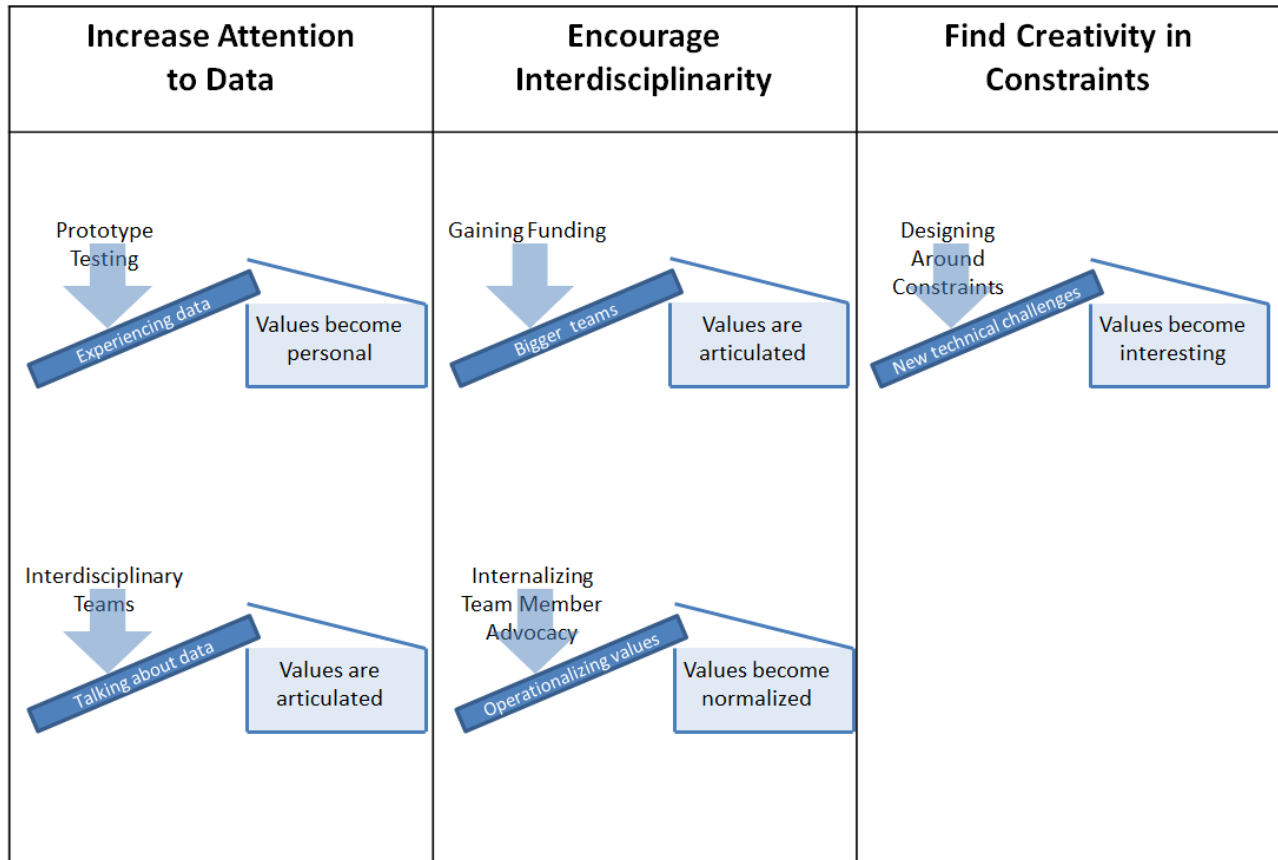 Increase Attention
to Data
Encourage
Interdisciplinarity
Find Creativity in
Constraints
Prototype
Testing
Experiencing data
Values become
personal
Gaining Funding
Bigger teams
Values are
articulated
Designing
Around
Constraints
New technical challenges
Values become
interesting
Interdisciplinary
Teams
Talking about data
Values are
articulated
Internalizing
Team Member
Advocacy
Operationalizing values
Values become
normalized